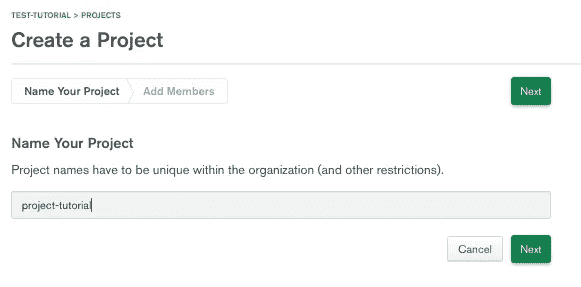 TEST-TUTORIAL > PROJECTS
Create a Project
Name Your Project Add Members Next
Name Your Project
Project names have to be unique within the organization (and other restrictions).
project-tutorial
Cancel Next